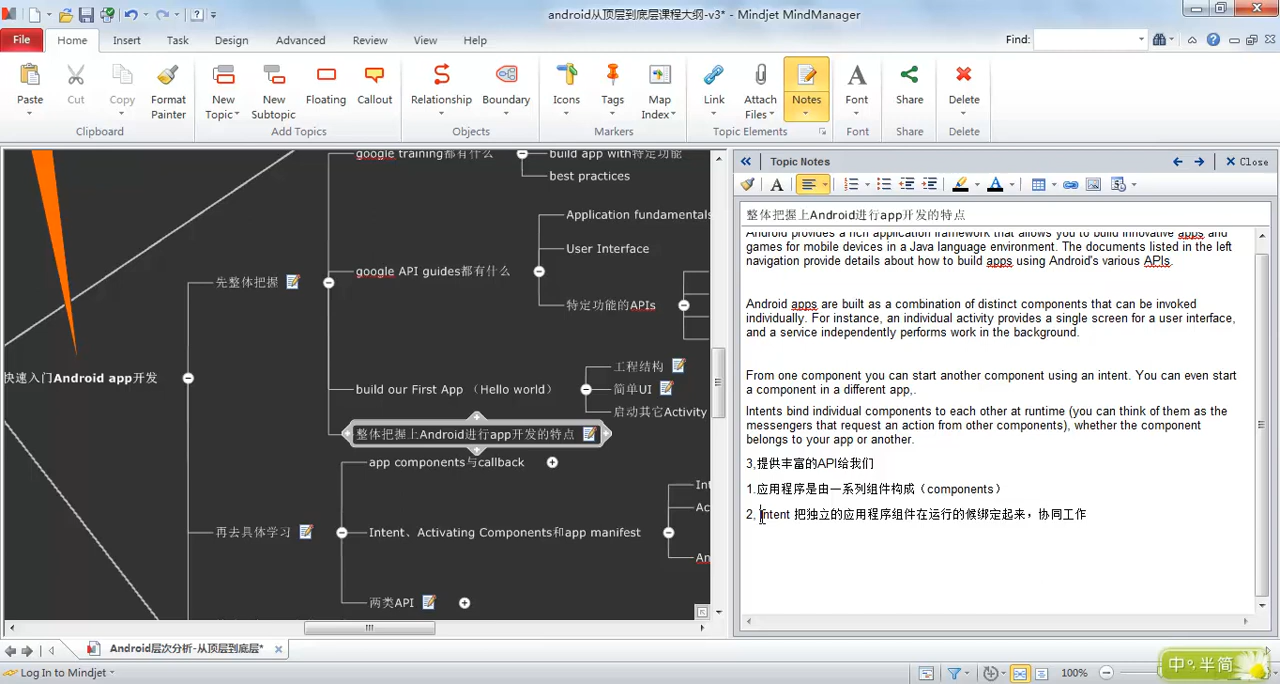 android从顶层到底层课程大纲-v3* - Mindjet MindManager
File Home Insert Task Design Advanced Review View Help Find:
Paste Cut Copy Format Painter New Topic New Subtopic Floating Callout Relationship Boundary Icons Tags Map Index Link Attach Files Notes Font Share Delete
Clipboard Add Topics Objects Markers Topic Elements Font Share Delete
google training都有什么
build app with特定功能
best practices
Application fundamentals
User Interface
google API guides都有什么
先整体把握
特定功能的APIs
工程结构
快速入门Android app开发
build our First App （Hello world）
简单UI
启动其它Activity
整体把握上Android进行app开发的特点
app components与callback
Int
Ac
再去具体学习
Intent、Activating Components和app manifest
An
两类API
Topic Notes Close
整体把握上Android进行app开发的特点
Android provides a rich application framework that allows you to build innovative apps and
games for mobile devices in a Java language environment. The documents listed in the left
navigation provide details about how to build apps using Android's various APIs.
Android apps are built as a combination of distinct components that can be invoked
individually. For instance, an individual activity provides a single screen for a user interface,
and a service independently performs work in the background.
From one component you can start another component using an intent. You can even start
a component in a different app,.
Intents bind individual components to each other at runtime (you can think of them as the
messengers that request an action from other components), whether the component
belongs to your app or another.
3,提供丰富的API给我们
1.应用程序是由一系列组件构成（components）
2, Intent 把独立的应用程序组件在运行的候绑定起来，协同工作
Android层次分析-从顶层到底层*
Log In to Mindjet
100%
中 半 简